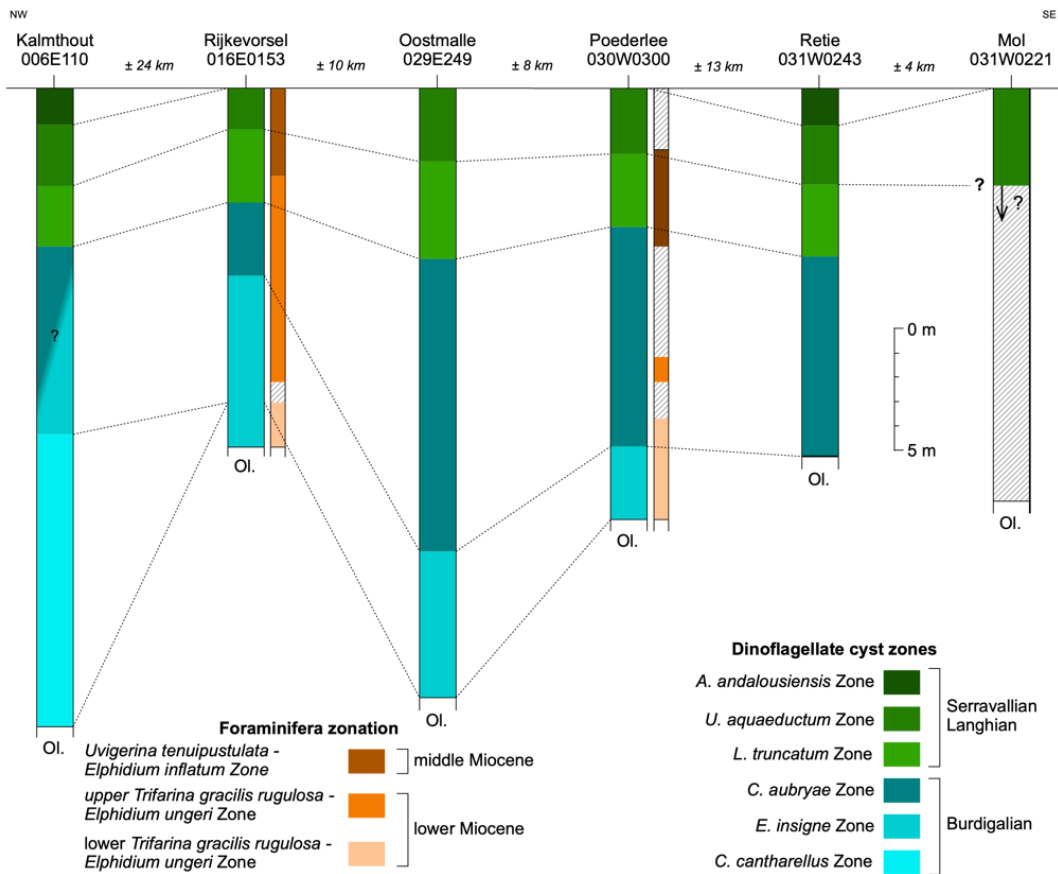 NW
SE
Kalmthout
006E110
± 24 km
Rijkevorsel
016E0153
± 10 km
Oostmalle
029E249
± 8 km
Poederlee
030W0300
± 13 km
Retie
031W0243
± 4 km
Mol
031W0221
?
?
?
0 m
5 m
Ol.
Ol.
Ol.
Ol.
Ol.
Ol.
Foraminifera zonation
Uvigerina tenuipustulata -
Elphidium inflatum Zone
middle Miocene
upper Trifarina gracilis rugulosa -
Elphidium ungeri Zone
lower Miocene
lower Trifarina gracilis rugulosa -
Elphidium ungeri Zone
Dinoflagellate cyst zones
A. andalousiensis Zone
U. aquaeductum Zone
L. truncatum Zone
Serravallian
Langhian
C. aubryae Zone
E. insigne Zone
C. cantharellus Zone
Burdigalian